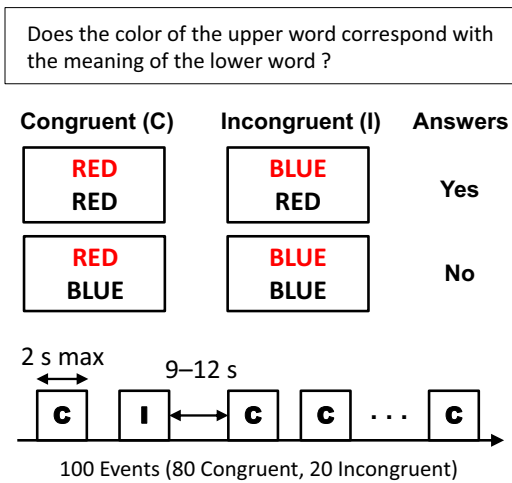 Does the color of the upper word correspond with
the meaning of the lower word ?
Congruent (C) Incongruent (I) Answers
RED BLUE
RED RED Yes
RED BLUE
BLUE BLUE No
2 s max
9–12 s
C I C C · · · C
100 Events (80 Congruent, 20 Incongruent)